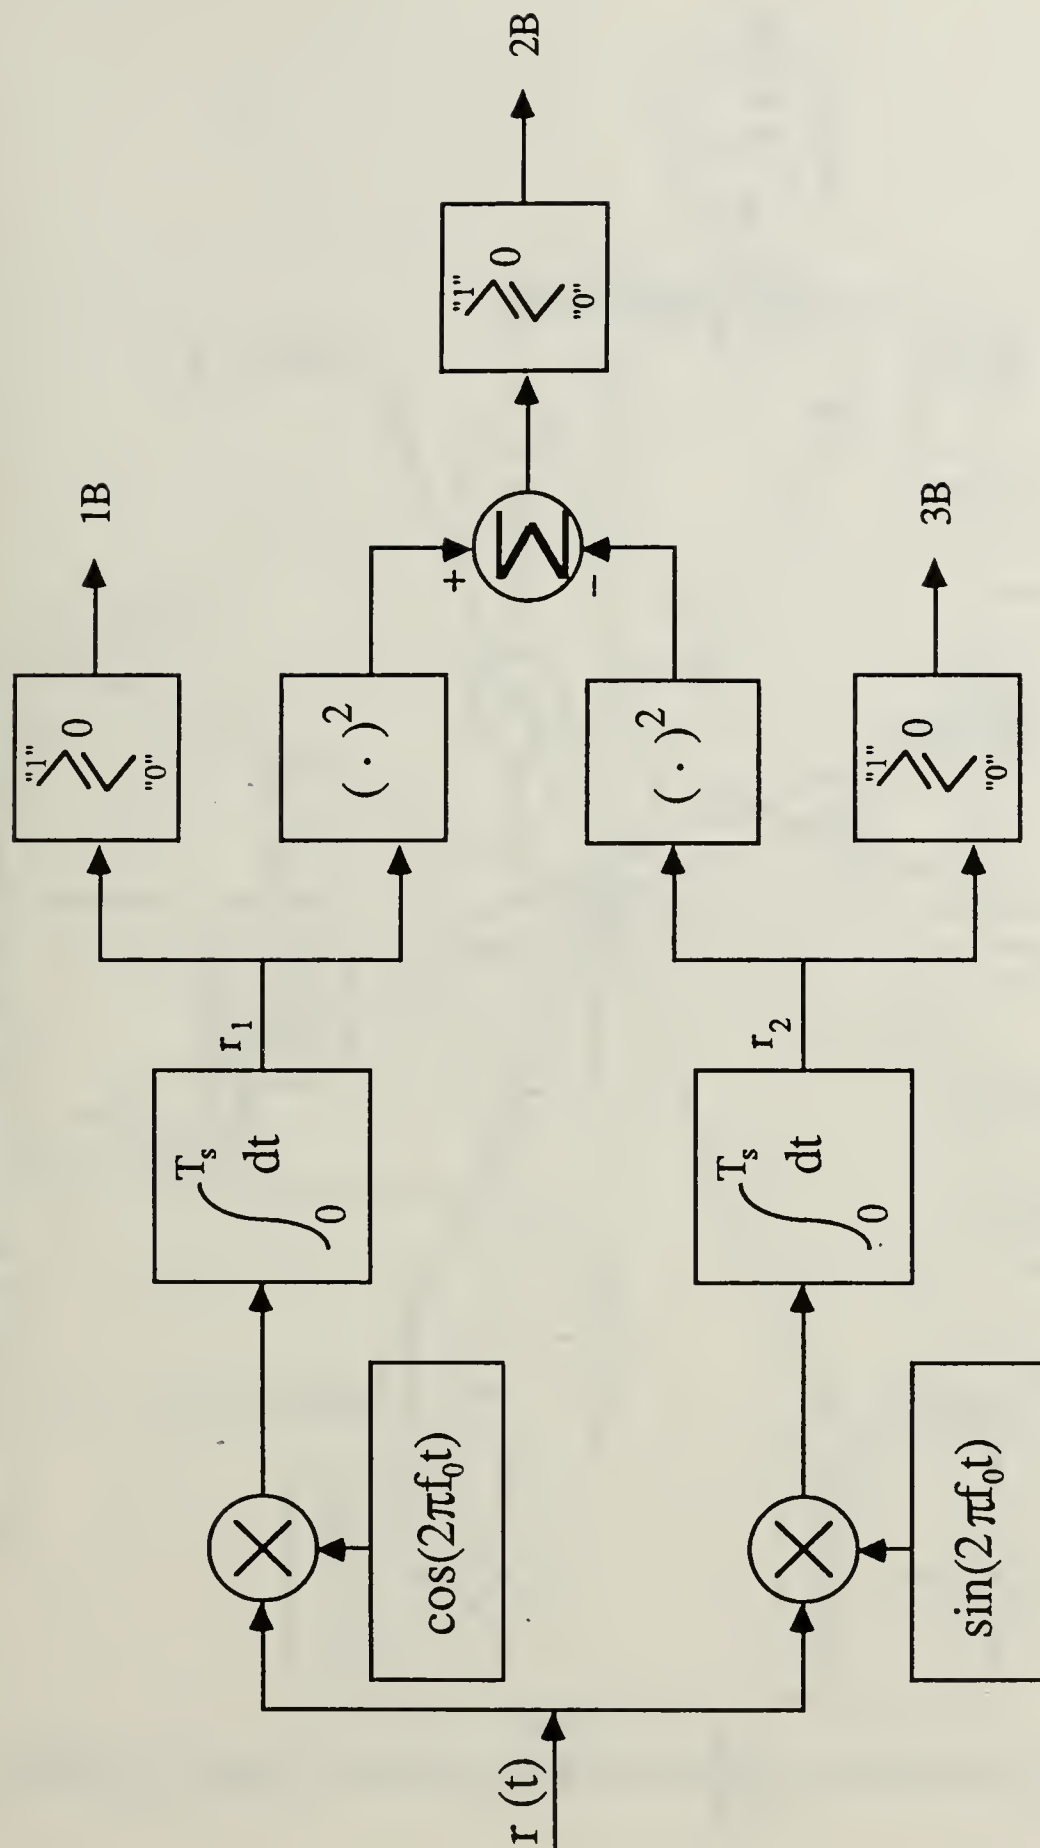 r (t)
cos(2πf₀t)
sin(2πf₀t)
∫₀^Tₛ dt
∫₀^Tₛ dt
r₁
r₂
"1"
≷ 0
"0"
1B
( · )²
( · )²
"1"
≷ 0
"0"
3B
+
Σ
−
"1"
≷ 0
"0"
2B